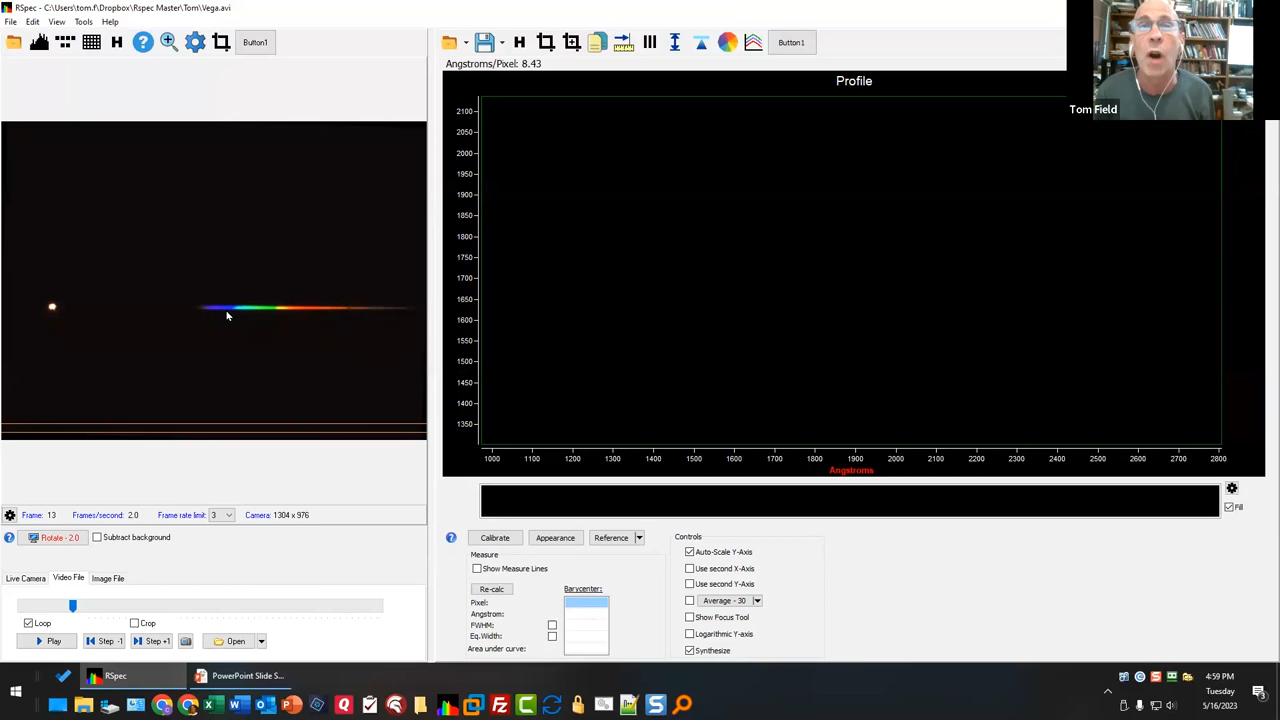 RSpec - C:\Users\tom.f\Dropbox\Rspec Master\Tom\Vega.avi
File Edit View Tools Help
H
?
Button1
H
Button1
Angstroms/Pixel: 8.43
Profile
Tom Field
2100
2050
2000
1950
1900
1850
1800
1750
1700
1650
1600
1550
1500
1450
1400
1350
1000 1100 1200 1300 1400 1500 1600 1700 1800 1900 2000 2100 2200 2300 2400 2500 2600 2700 2800
Angstroms
Fill
Frame: 13 Frames/second: 2.0 Frame rate limit: 3 Camera: 1304 x 976
? Rotate - 2.0 Subtract background
Live Camera Video File Image File
Loop Crop
Play Step -1 Step +1 Open
? Calibrate Appearance Reference
Measure
Show Measure Lines
Re-calc Barycenter:
Pixel:
Angstrom:
FWHM:
Eq.Width:
Area under curve:
Controls
Auto-Scale Y-Axis
Use second X-Axis
Use second Y-Axis
Average - 30
Show Focus Tool
Logarithmic Y-axis
Synthesize
RSpec PowerPoint Slide S...
4:59 PM
Tuesday
5/16/2023